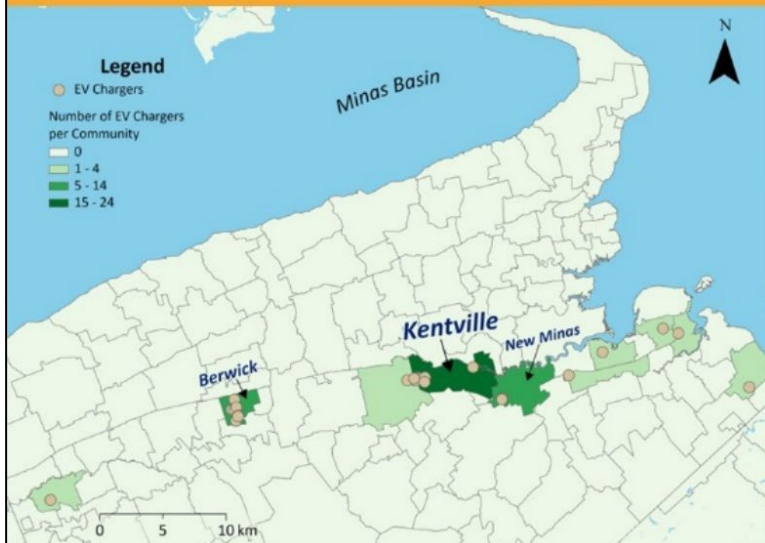 N
Legend
EV Chargers
Number of EV Chargers
per Community
0
1 - 4
5 - 14
15 - 24
Minas Basin
Kentville
New Minas
Berwick
0 5 10 km